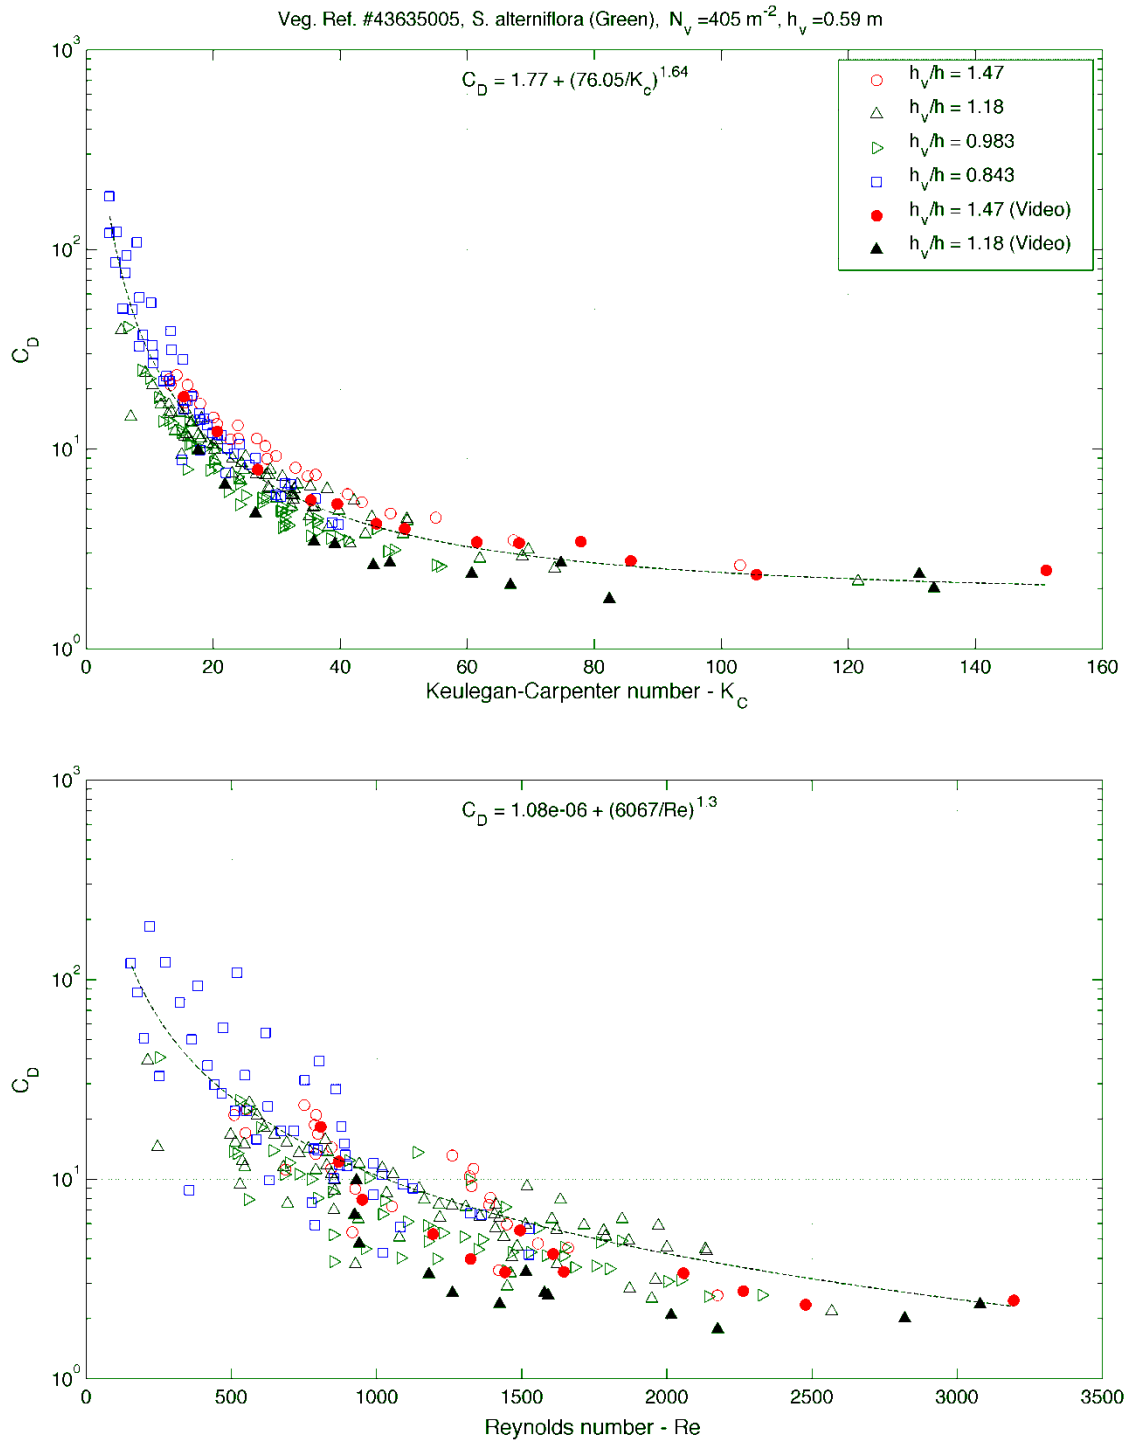 Veg. Ref. #43635005, S. alterniflora (Green), N_v =405 m^-2, h_v =0.59 m
C_D = 1.77 + (76.05/K_c)^1.64
h_v/h = 1.47
h_v/h = 1.18
h_v/h = 0.983
h_v/h = 0.843
h_v/h = 1.47 (Video)
h_v/h = 1.18 (Video)
10^3
10^2
10^1
10^0
C_D
0 20 40 60 80 100 120 140 160
Keulegan-Carpenter number - K_C
C_D = 1.08e-06 + (6067/Re)^1.3
10^3
10^2
10^1
10^0
C_D
0 500 1000 1500 2000 2500 3000 3500
Reynolds number - Re